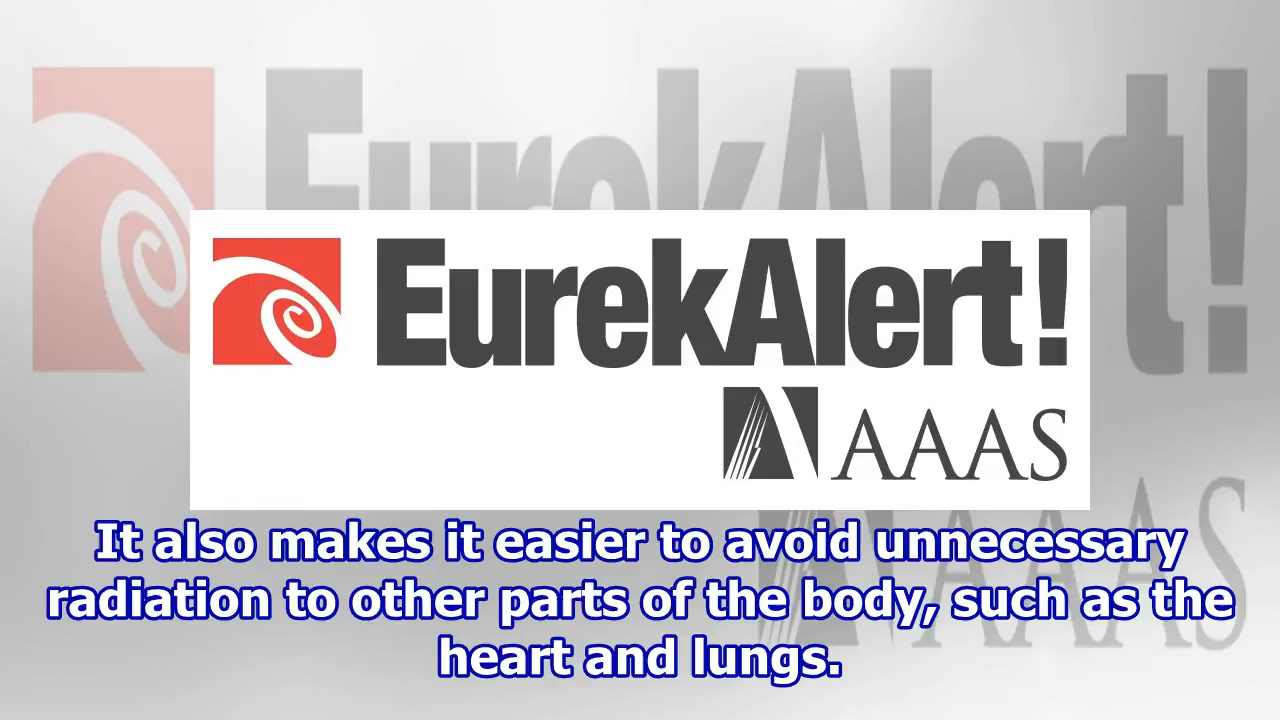 EurekAlert!
AAAS
It also makes it easier to avoid unnecessary
radiation to other parts of the body, such as the
heart and lungs.